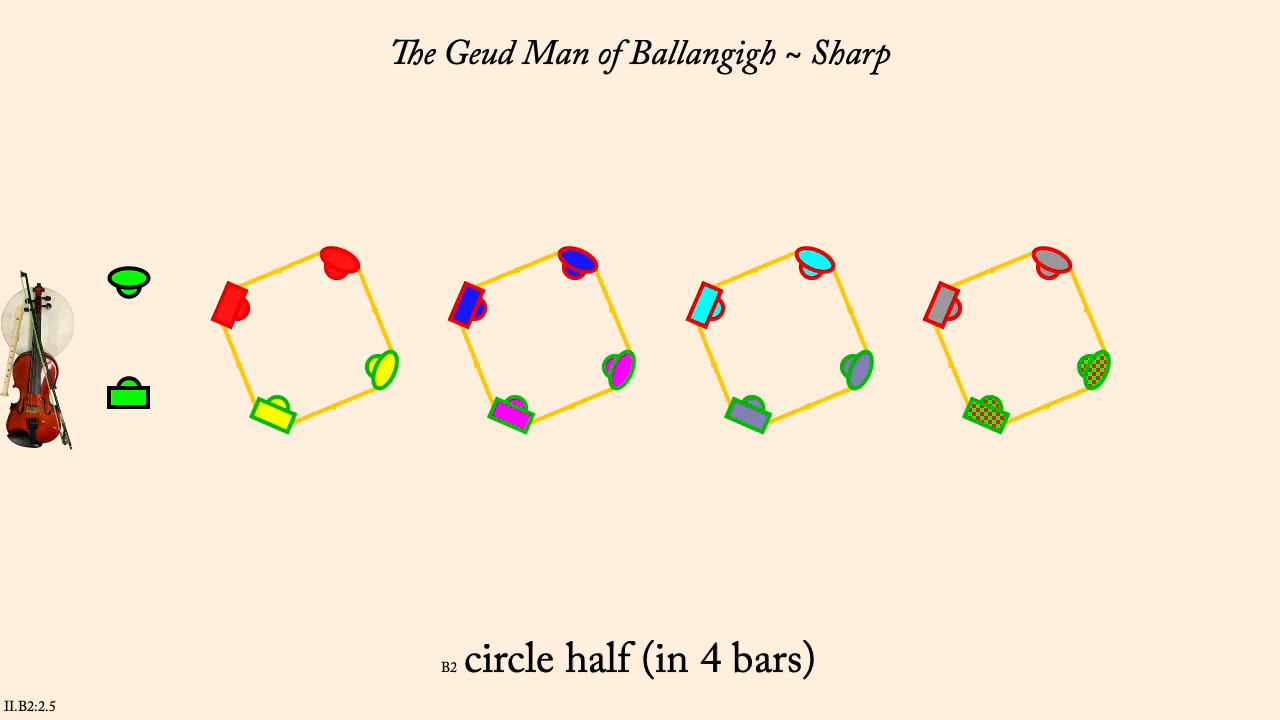 The Geud Man of Ballangigh ~ Sharp
B2 circle half (in 4 bars)
II.B2:2.5